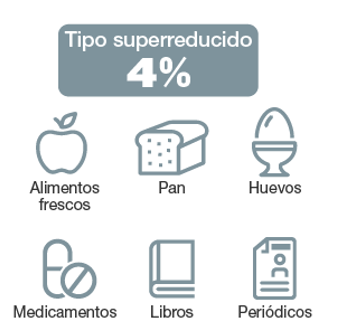 Tipo superreducido
4%
Alimentos
frescos
Pan
Huevos
Medicamentos
Libros
Periódicos